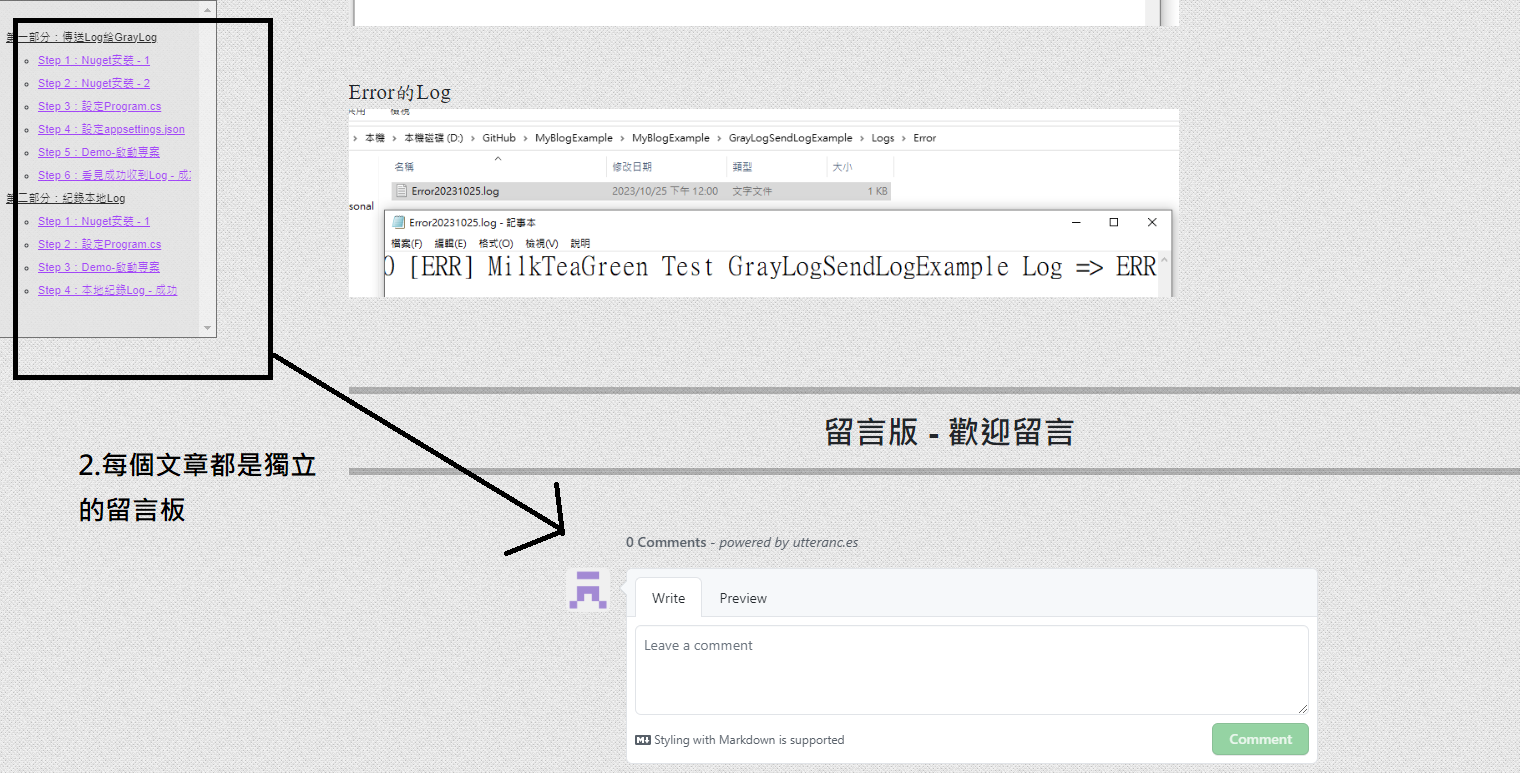 第一部分：傳送Log給GrayLog
Step 1：Nuget安裝 - 1
Step 2：Nuget安裝 - 2
Step 3：設定Program.cs
Step 4：設定appsettings.json
Step 5：Demo-啟動專案
Step 6：看見成功收到Log - 成
第二部分：紀錄本地Log
Step 1：Nuget安裝 - 1
Step 2：設定Program.cs
Step 3：Demo-啟動專案
Step 4：本地紀錄Log - 成功
2.每個文章都是獨立
的留言板
Error的Log
共用 檢視
› 本機 › 本機磁碟 (D:) › GitHub › MyBlogExample › MyBlogExample › GrayLogSendLogExample › Logs › Error
名稱 修改日期 類型 大小
Error20231025.log 2023/10/25 下午 12:00 文字文件 1 KB
sonal
Error20231025.log - 記事本
檔案(F) 編輯(E) 格式(O) 檢視(V) 說明
0 [ERR] MilkTeaGreen Test GrayLogSendLogExample Log => ERR
留言版 - 歡迎留言
0 Comments - powered by utteranc.es
Write Preview
Leave a comment
Styling with Markdown is supported
Comment